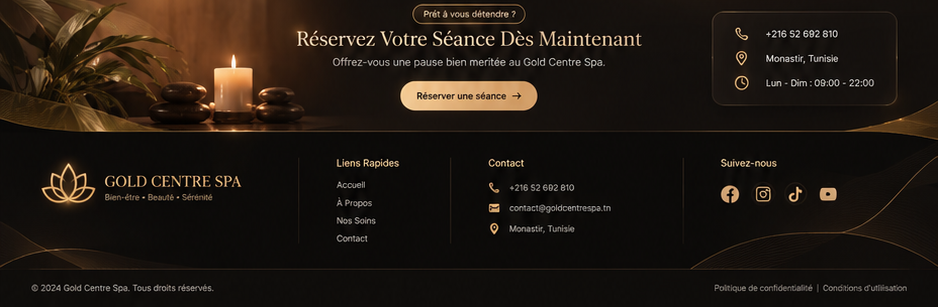 Prêt à vous détendre ?
Réservez Votre Séance Dès Maintenant
Offrez-vous une pause bien meritée au Gold Centre Spa.
Réserver une séance →
+216 52 692 810
Monastir, Tunisie
Lun - Dim : 09:00 - 22:00
GOLD CENTRE SPA
Bien-être • Beauté • Sérénité
Liens Rapides
Accueil
À Propos
Nos Soins
Contact
Contact
+216 52 692 810
contact@goldcentrespa.tn
Monastir, Tunisie
Suivez-nous
© 2024 Gold Centre Spa. Tous droits réservés.
Politique de confidentialité | Conditions d'utilisation